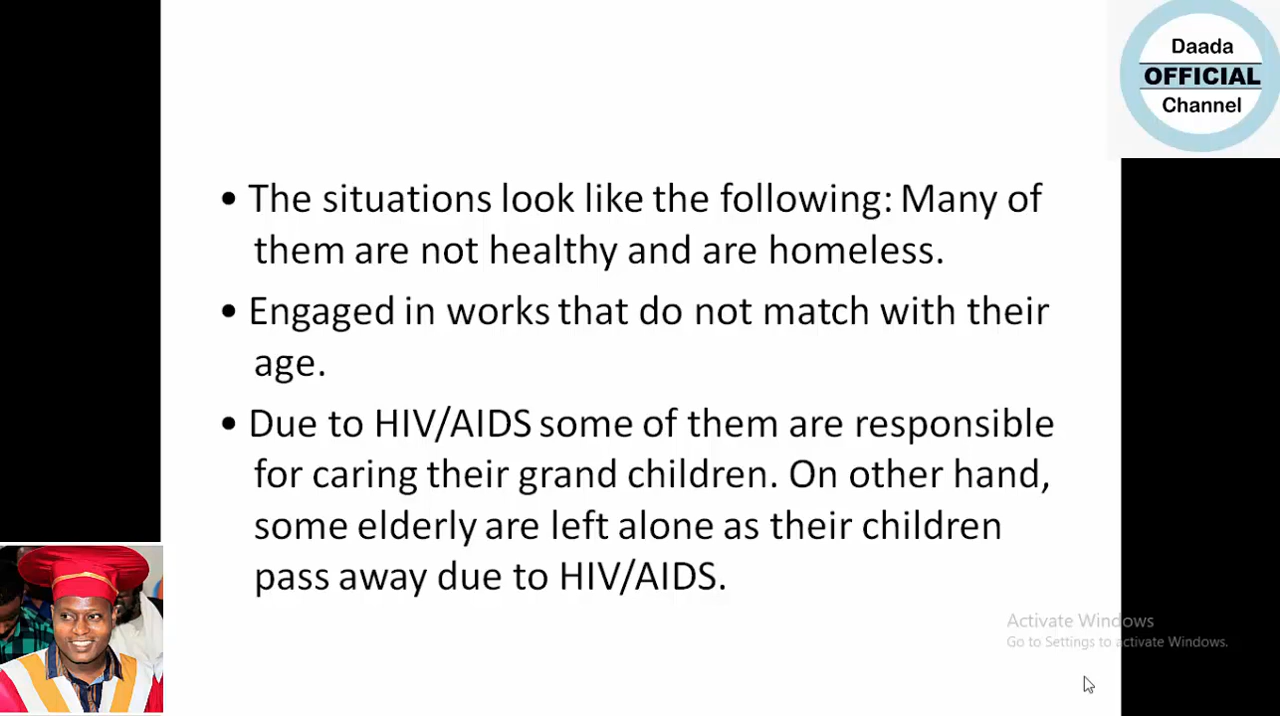 Daada
OFFICIAL
Channel
• The situations look like the following: Many of
them are not healthy and are homeless.
• Engaged in works that do not match with their
age.
• Due to HIV/AIDS some of them are responsible
for caring their grand children. On other hand,
some elderly are left alone as their children
pass away due to HIV/AIDS.
Activate Windows
Go to Settings to activate Windows.